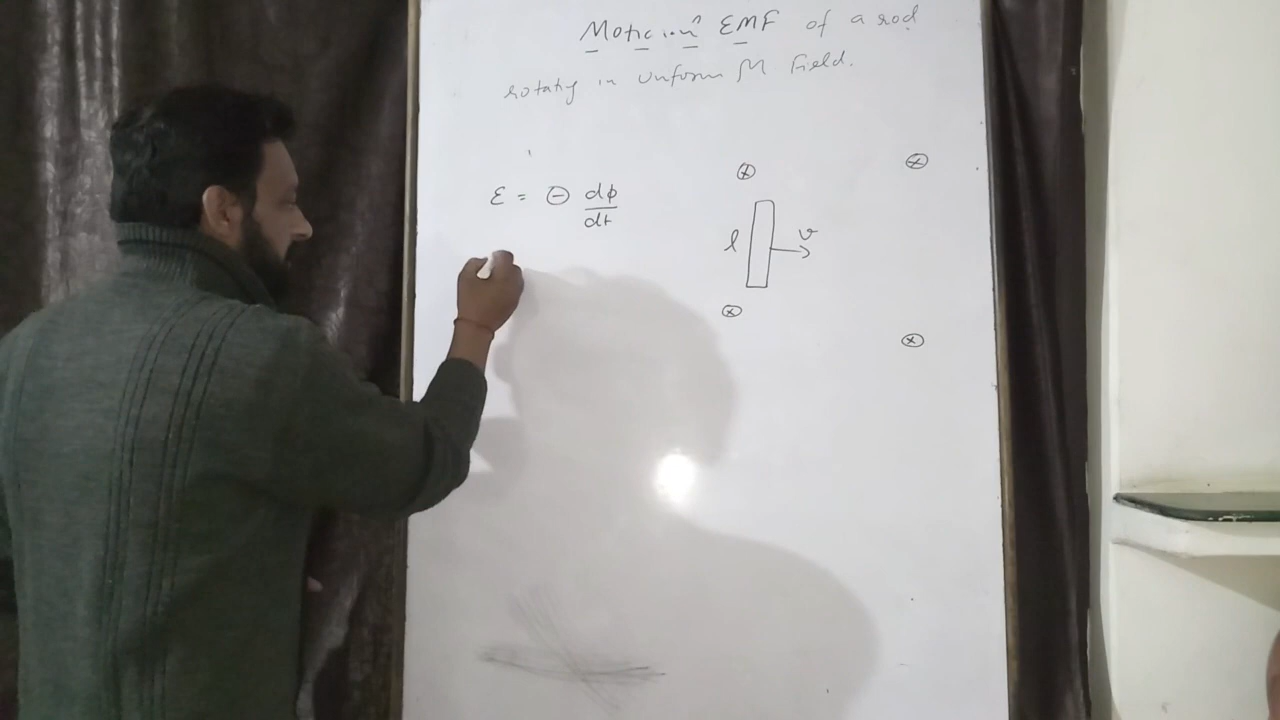 Motional EMF of a rod
rotating in Uniform M Field.
ε = ⊖ dφ/dt
l
v